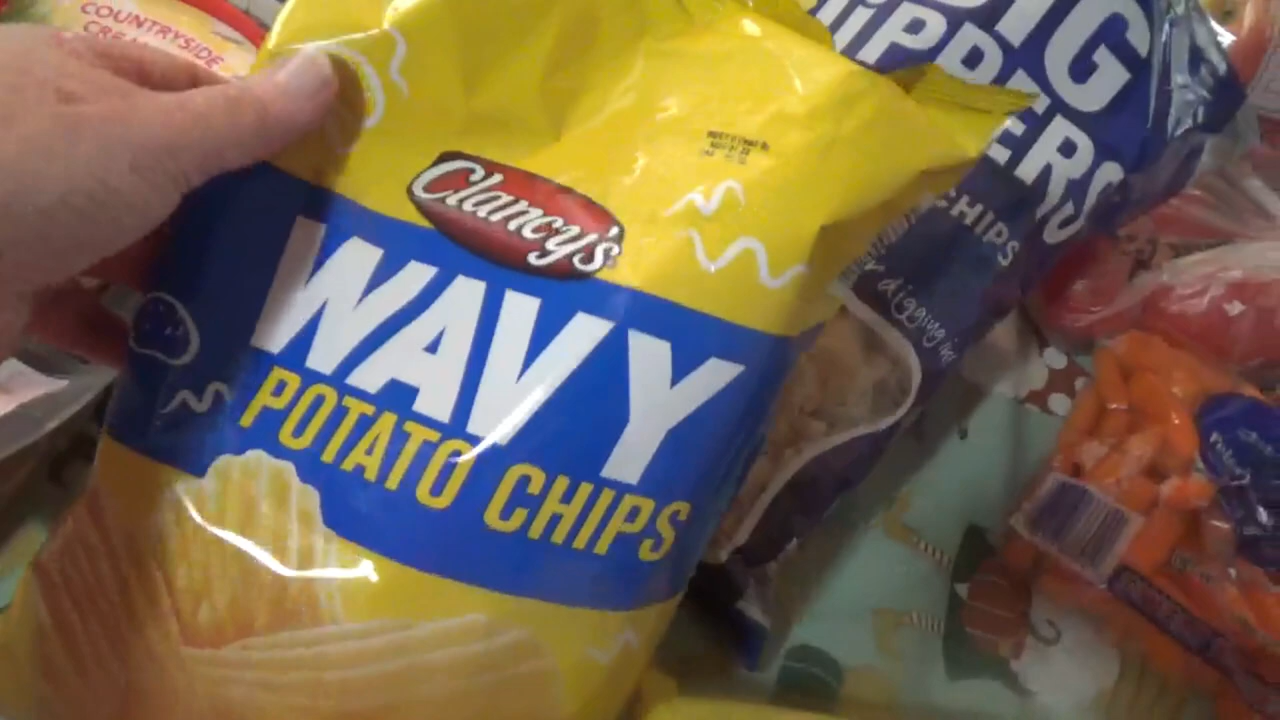 COUNTRYSIDE
Clancy's
WAVY
POTATO CHIPS
BIG
DIPPERS
CHIPS
digging in